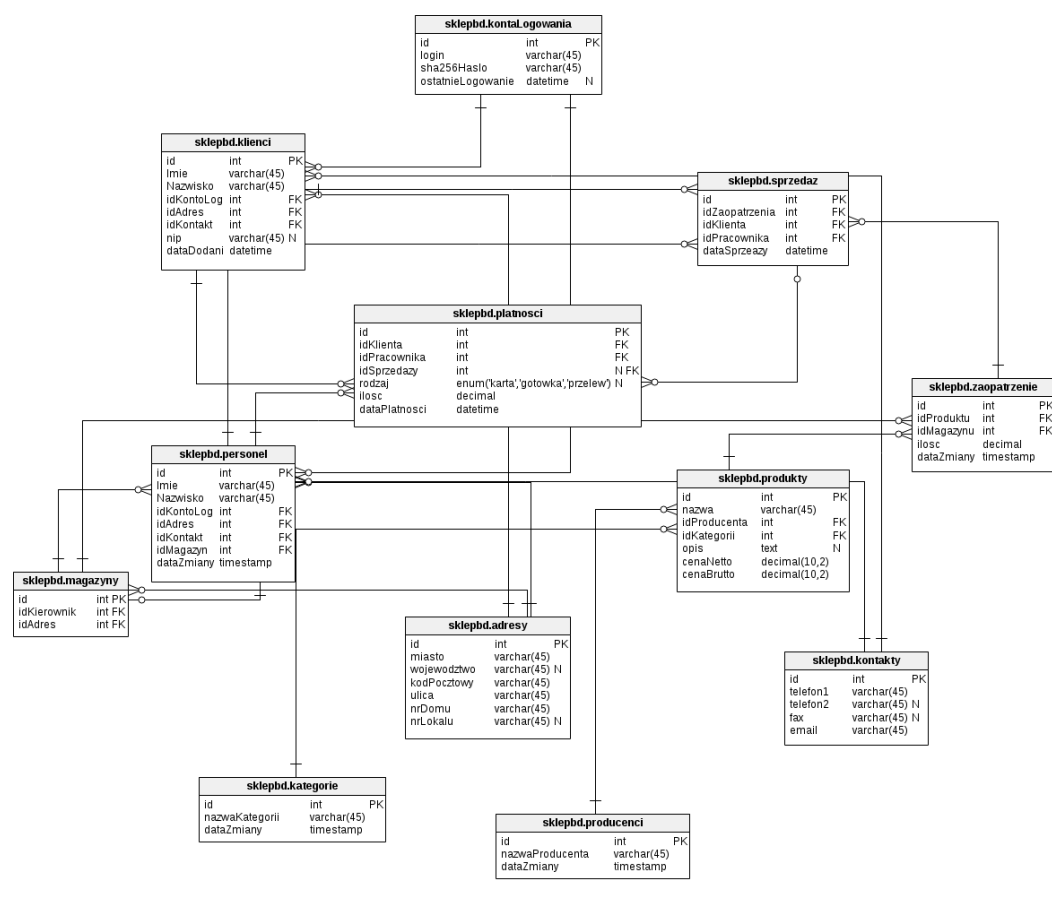 sklepbd.kontaLogowania
id int PK
login varchar(45)
sha256Haslo varchar(45)
ostatnieLogowanie datetime N
sklepbd.klienci
id int PK
Imie varchar(45)
Nazwisko varchar(45)
idKontoLog int FK
idAdres int FK
idKontakt int FK
nip varchar(45) N
dataDodani datetime
sklepbd.sprzedaz
id int PK
idZaopatrzenia int FK
idKlienta int FK
idPracownika int FK
dataSprzeazy datetime
sklepbd.platnosci
id int PK
idKlienta int FK
idPracownika int FK
idSprzedazy int N FK
rodzaj enum('karta','gotowka','przelew') N
ilosc decimal
dataPlatnosci datetime
sklepbd.zaopatrzenie
id int PK
idProduktu int FK
idMagazynu int FK
ilosc decimal
dataZmiany timestamp
sklepbd.personel
id int PK
Imie varchar(45)
Nazwisko varchar(45)
idKontoLog int FK
idAdres int FK
idKontakt int FK
idMagazyn int FK
dataZmiany timestamp
sklepbd.produkty
id int PK
nazwa varchar(45)
idProducenta int FK
idKategorii int FK
opis text N
cenaNetto decimal(10,2)
cenaBrutto decimal(10,2)
sklepbd.magazyny
id int PK
idKierownik int FK
idAdres int FK
sklepbd.adresy
id int PK
miasto varchar(45)
wojewodztwo varchar(45) N
kodPocztowy varchar(45)
ulica varchar(45)
nrDomu varchar(45)
nrLokalu varchar(45) N
sklepbd.kontakty
id int PK
telefon1 varchar(45)
telefon2 varchar(45) N
fax varchar(45) N
email varchar(45)
sklepbd.kategorie
id int PK
nazwaKategorii varchar(45)
dataZmiany timestamp
sklepbd.producenci
id int PK
nazwaProducenta varchar(45)
dataZmiany timestamp